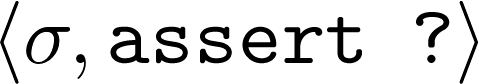 ⟨σ, assert ?⟩